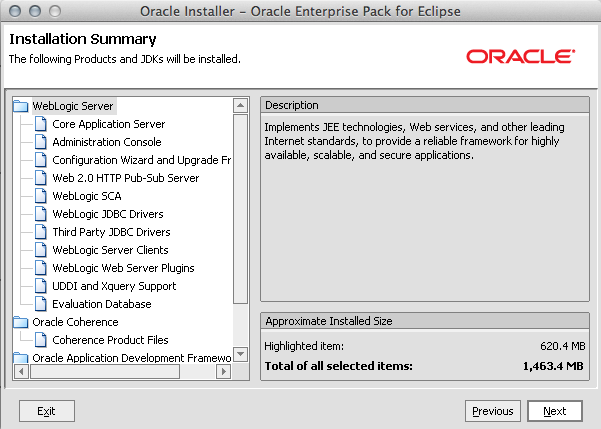 Oracle Installer – Oracle Enterprise Pack for Eclipse
Installation Summary
The following Products and JDKs will be installed.
ORACLE
WebLogic Server
Core Application Server
Administration Console
Configuration Wizard and Upgrade Fr
Web 2.0 HTTP Pub-Sub Server
WebLogic SCA
WebLogic JDBC Drivers
Third Party JDBC Drivers
WebLogic Server Clients
WebLogic Web Server Plugins
UDDI and Xquery Support
Evaluation Database
Oracle Coherence
Coherence Product Files
Oracle Application Development Framewo
Description
Implements JEE technologies, Web services, and other leading
Internet standards, to provide a reliable framework for highly
available, scalable, and secure applications.
Approximate Installed Size
Highlighted item: 620.4 MB
Total of all selected items: 1,463.4 MB
Exit
Previous
Next